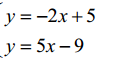 y = −2x + 5
y = 5x − 9